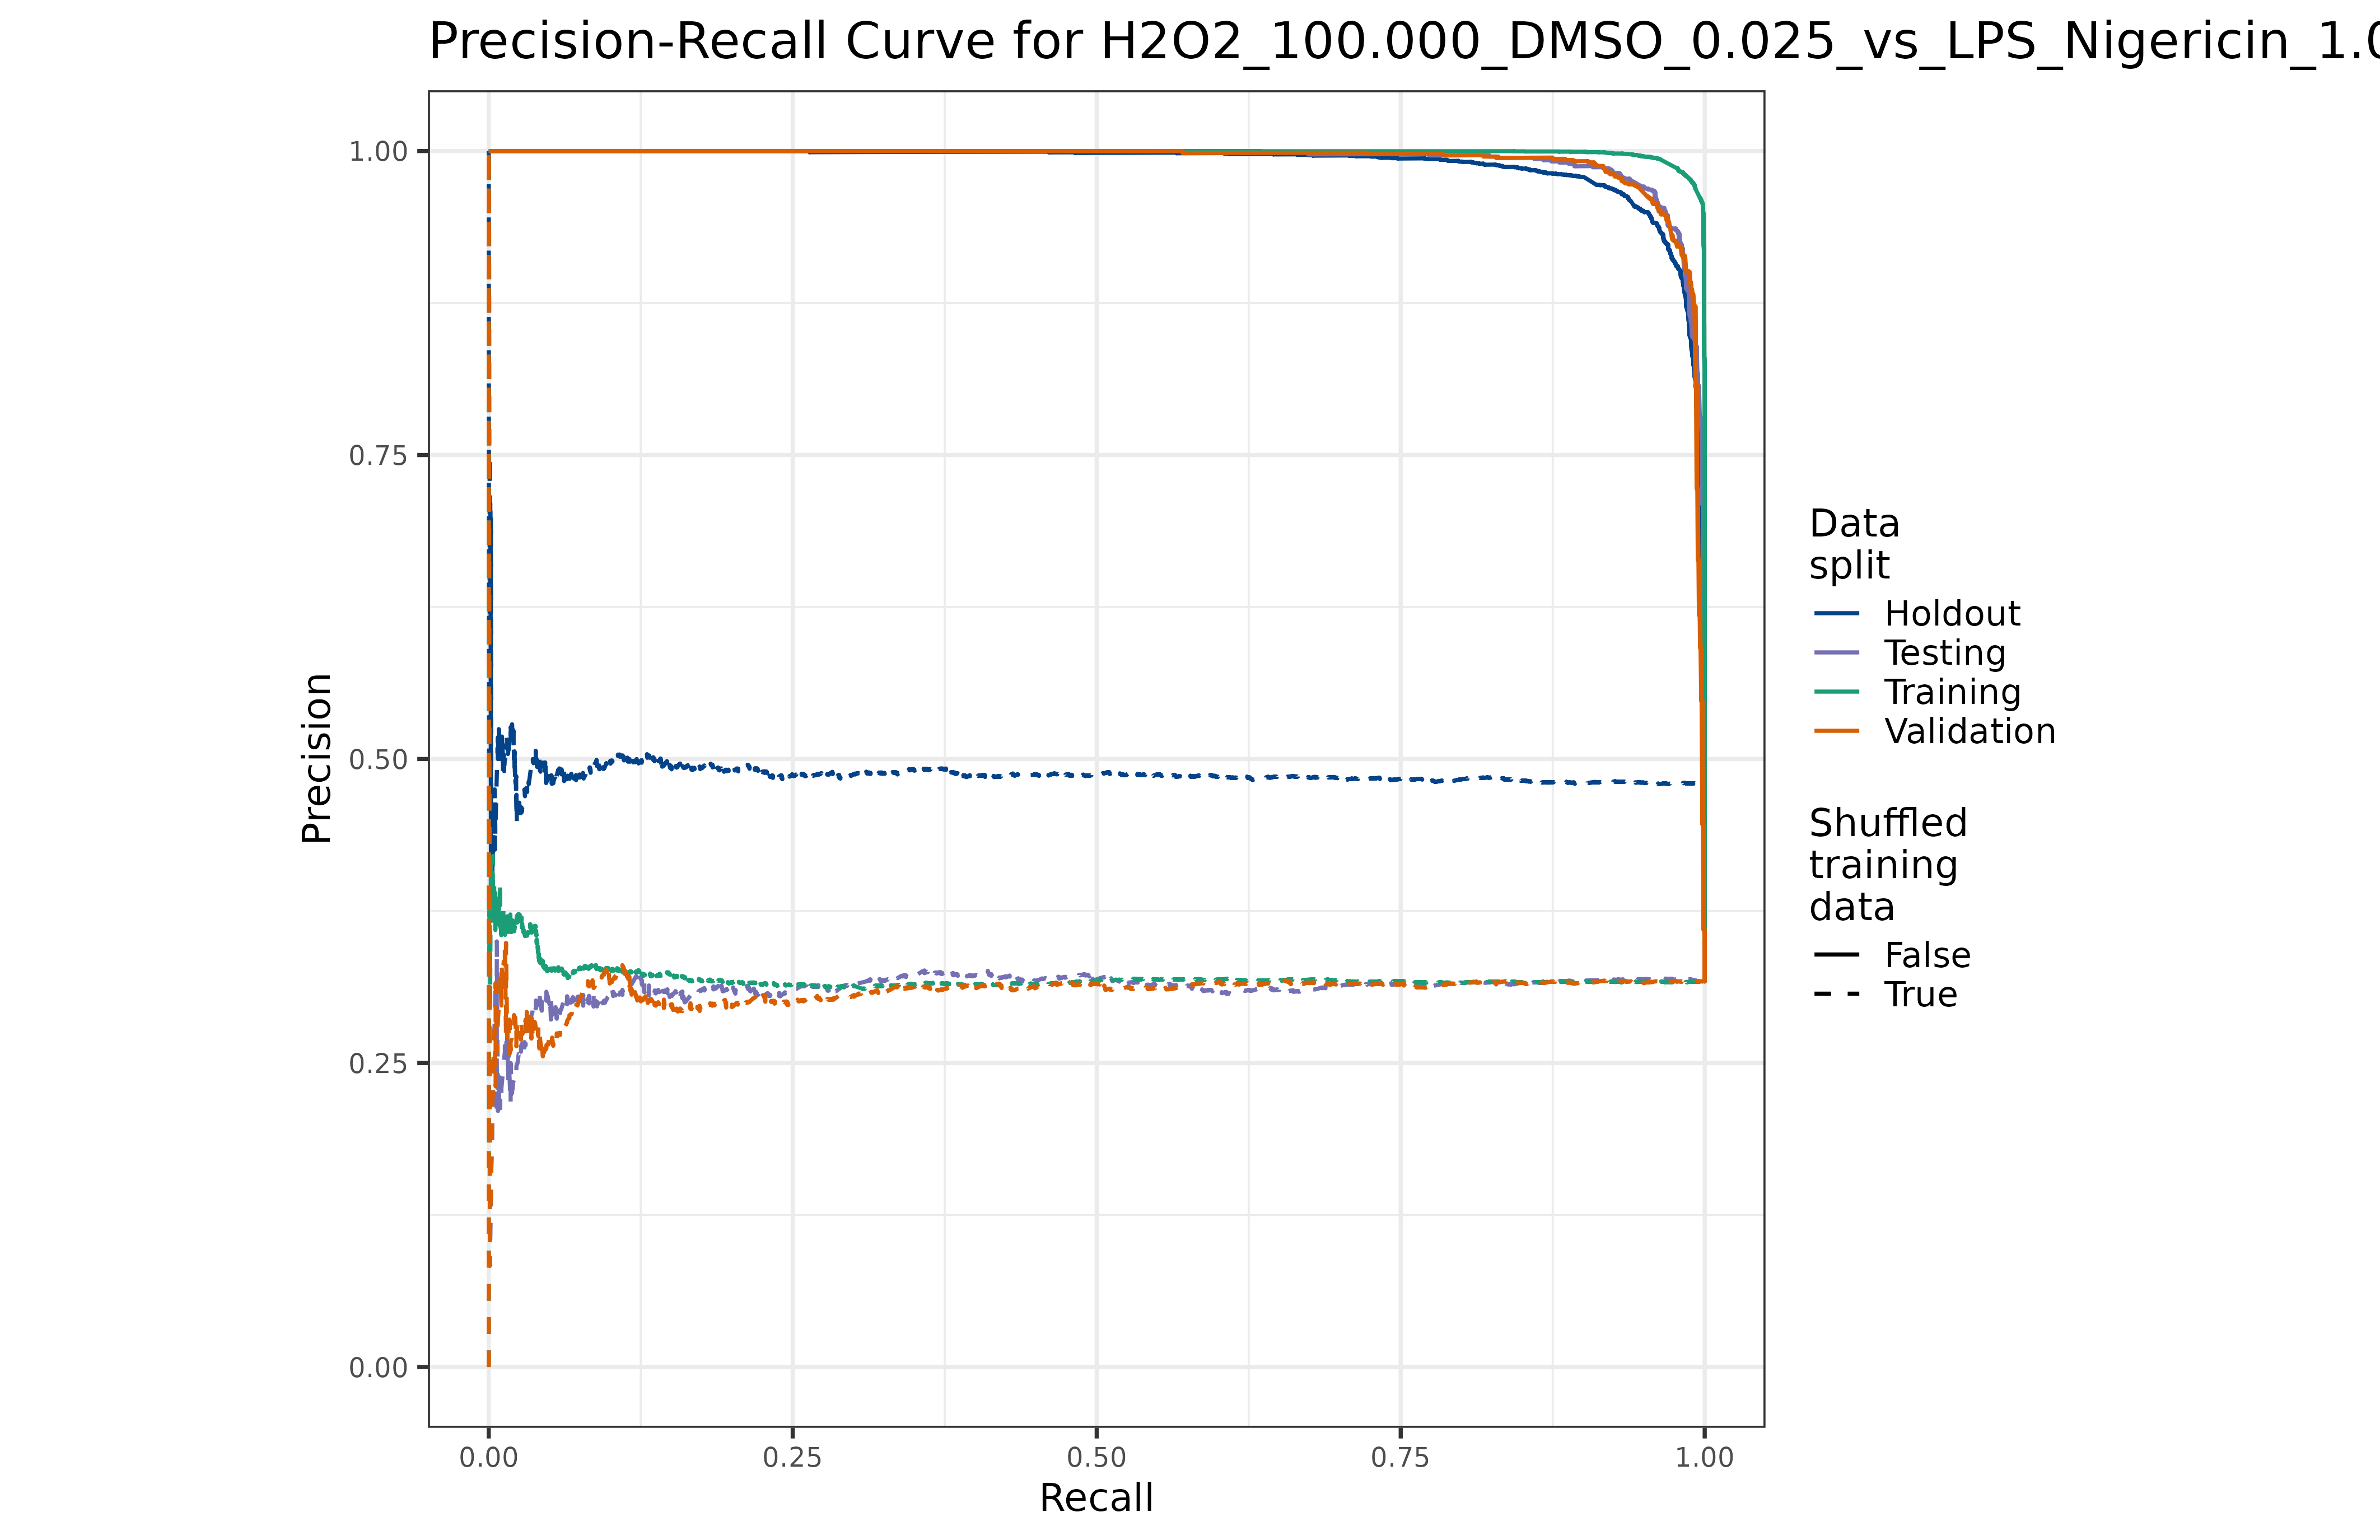 Precision-Recall Curve for H2O2_100.000_DMSO_0.025_vs_LPS_Nigericin_1.0
1.00
0.75
0.50
0.25
0.00
Precision
0.00 0.25 0.50 0.75 1.00
Recall
Data
split
Holdout
Testing
Training
Validation
Shuffled
training
data
False
True